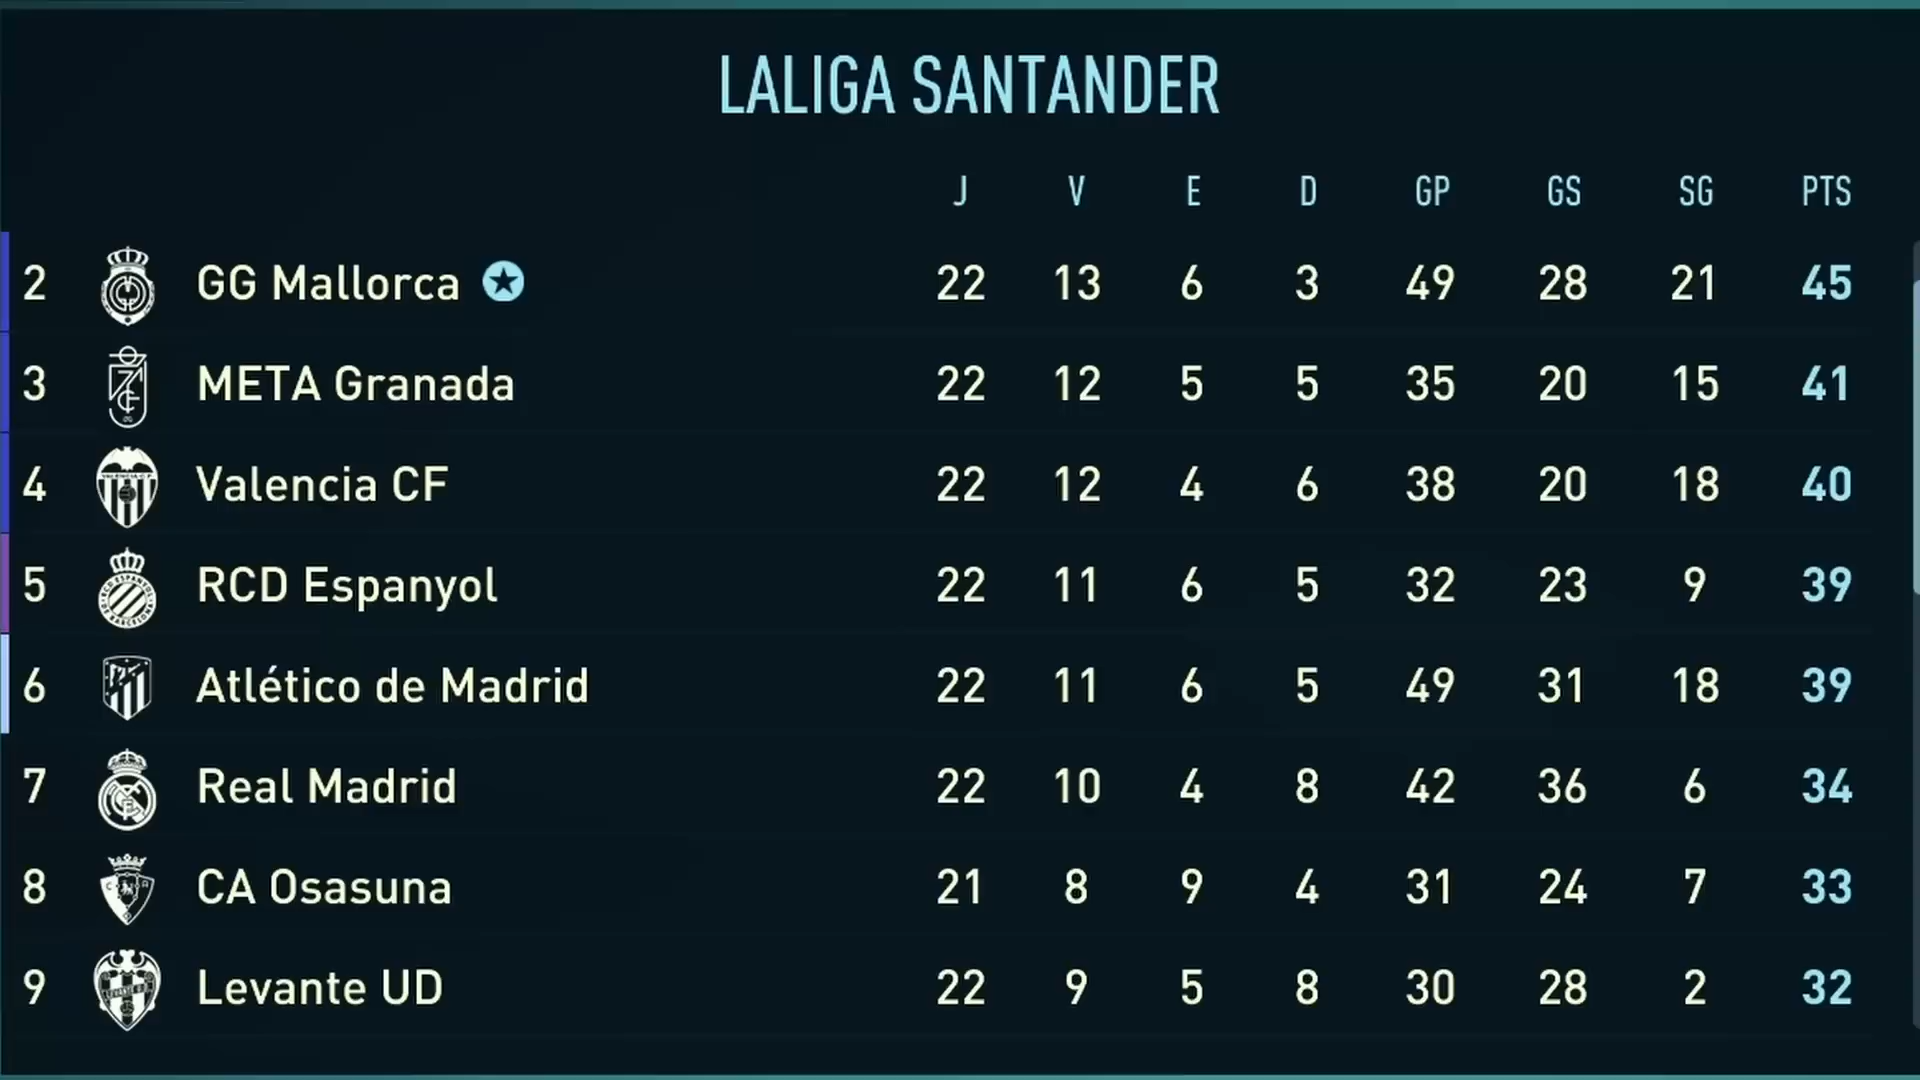 LALIGA SANTANDER
J V E D GP GS SG PTS
2 GG Mallorca 22 13 6 3 49 28 21 45
3 META Granada 22 12 5 5 35 20 15 41
4 Valencia CF 22 12 4 6 38 20 18 40
5 RCD Espanyol 22 11 6 5 32 23 9 39
6 Atlético de Madrid 22 11 6 5 49 31 18 39
7 Real Madrid 22 10 4 8 42 36 6 34
8 CA Osasuna 21 8 9 4 31 24 7 33
9 Levante UD 22 9 5 8 30 28 2 32